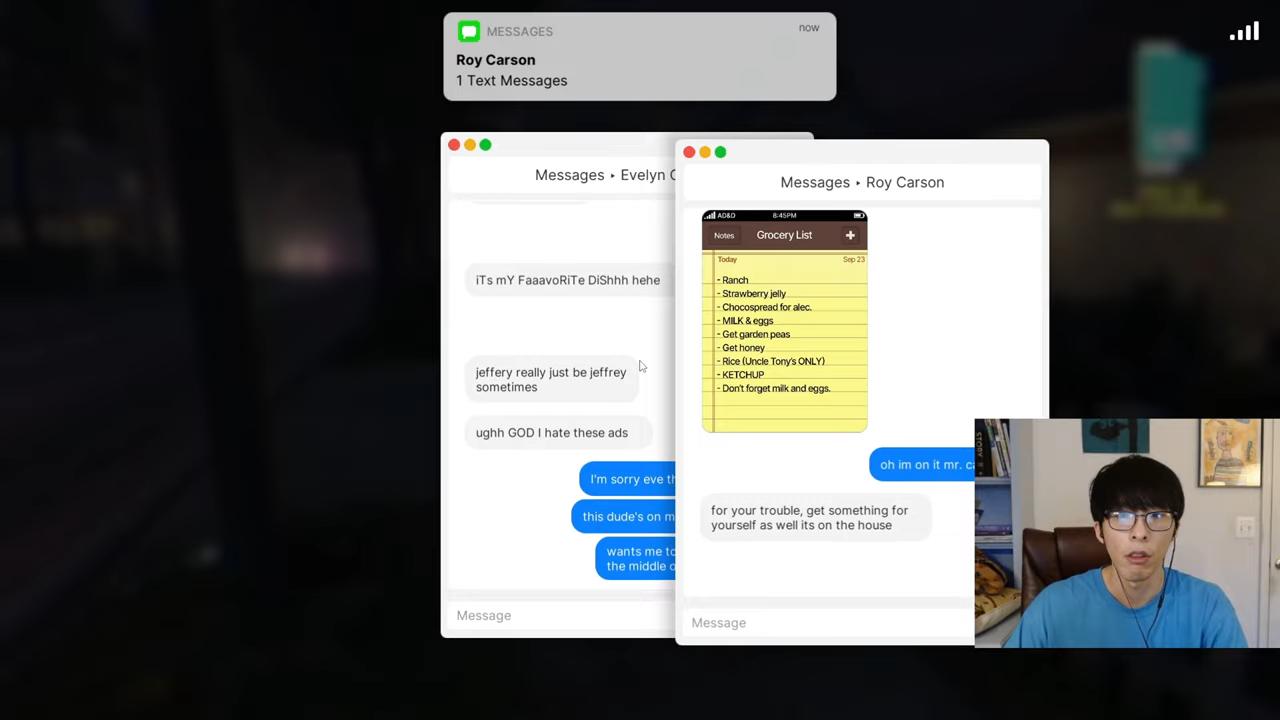 MESSAGES
now
Roy Carson
1 Text Messages
Messages ▸ Evelyn
iTs mY FaaavoRiTe DiShhh hehe
jeffery really just be jeffrey
sometimes
ughh GOD I hate these ads
I'm sorry eve
this dude's on
wants me
the middle
Message
Messages ▸ Roy Carson
AD&D
8:45PM
Notes
Grocery List
Today
Sep 23
- Ranch
- Strawberry jelly
- Chocospread for alec.
- MILK & eggs
- Get garden peas
- Get honey
- Rice (Uncle Tony's ONLY)
- KETCHUP
- Don't forget milk and eggs.
oh im on it mr.
for your trouble, get something for
yourself as well its on the house
Message